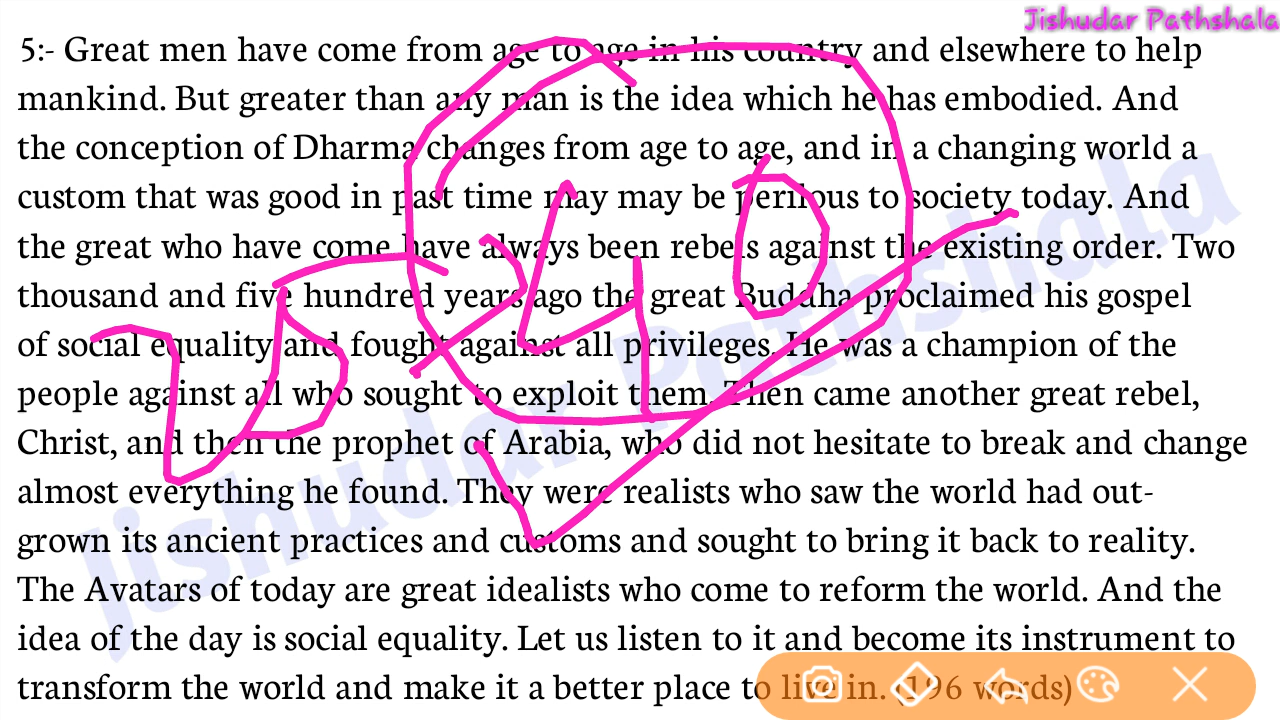 Jishudar Pathshala
5:- Great men have come from age to age in his country and elsewhere to help
mankind. But greater than any man is the idea which he has embodied. And
the conception of Dharma changes from age to age, and in a changing world a
custom that was good in past time may may be perilous to society today. And
the great who have come have always been rebels against the existing order. Two
thousand and five hundred years ago the great Buddha proclaimed his gospel
of social equality and fought against all privileges. He was a champion of the
people against all who sought to exploit them. Then came another great rebel,
Christ, and then the prophet of Arabia, who did not hesitate to break and change
almost everything he found. They were realists who saw the world had out-
grown its ancient practices and customs and sought to bring it back to reality.
The Avatars of today are great idealists who come to reform the world. And the
idea of the day is social equality. Let us listen to it and become its instrument to
transform the world and make it a better place to live in. (196 words)
Jishudar Pathshala